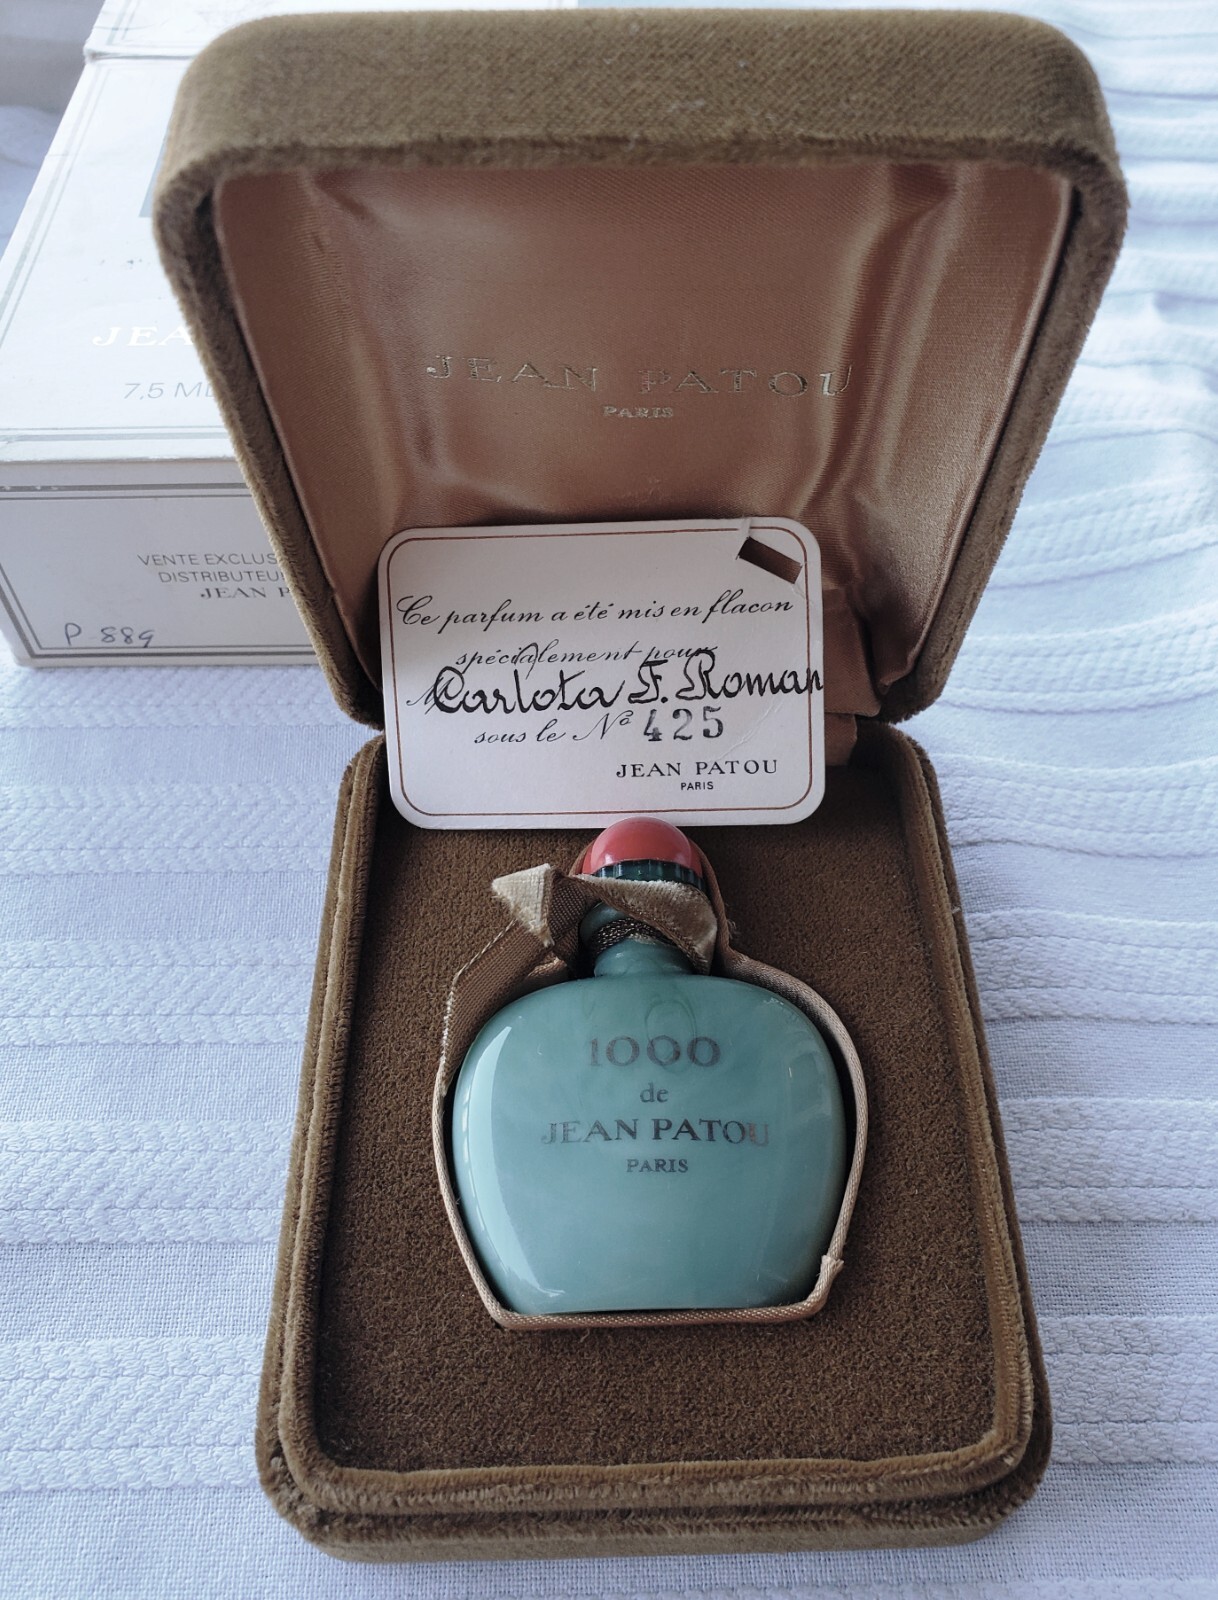 JEAN PATOU
PARIS
7,5 ML
VENTE EXCLUS
DISTRIBUTEU
JEAN P
P 889
Ce parfum a été mis en flacon
spécialement pour
M Carlota F. Roman
sous le Nº 425
JEAN PATOU
PARIS
1000
de
JEAN PATOU
PARIS